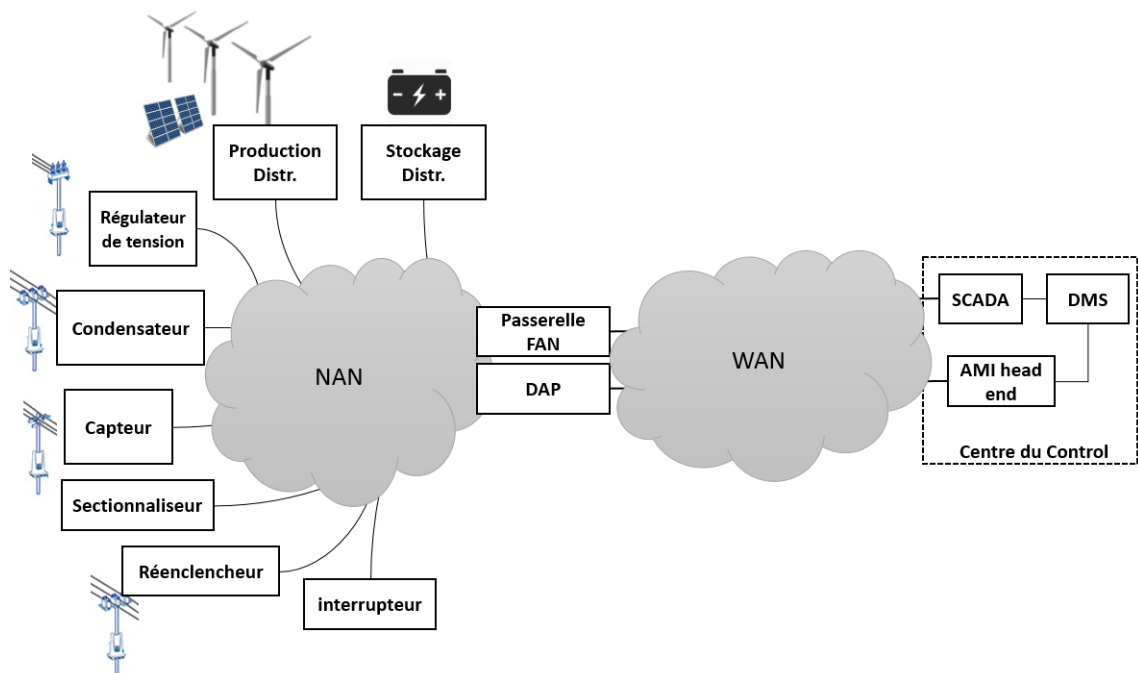 Production
Distr.
Stockage
Distr.
Régulateur
de tension
Condensateur
Capteur
Sectionnaliseur
Réenclencheur
interrupteur
NAN
Passerelle
FAN
DAP
WAN
SCADA
DMS
AMI head
end
Centre du Control